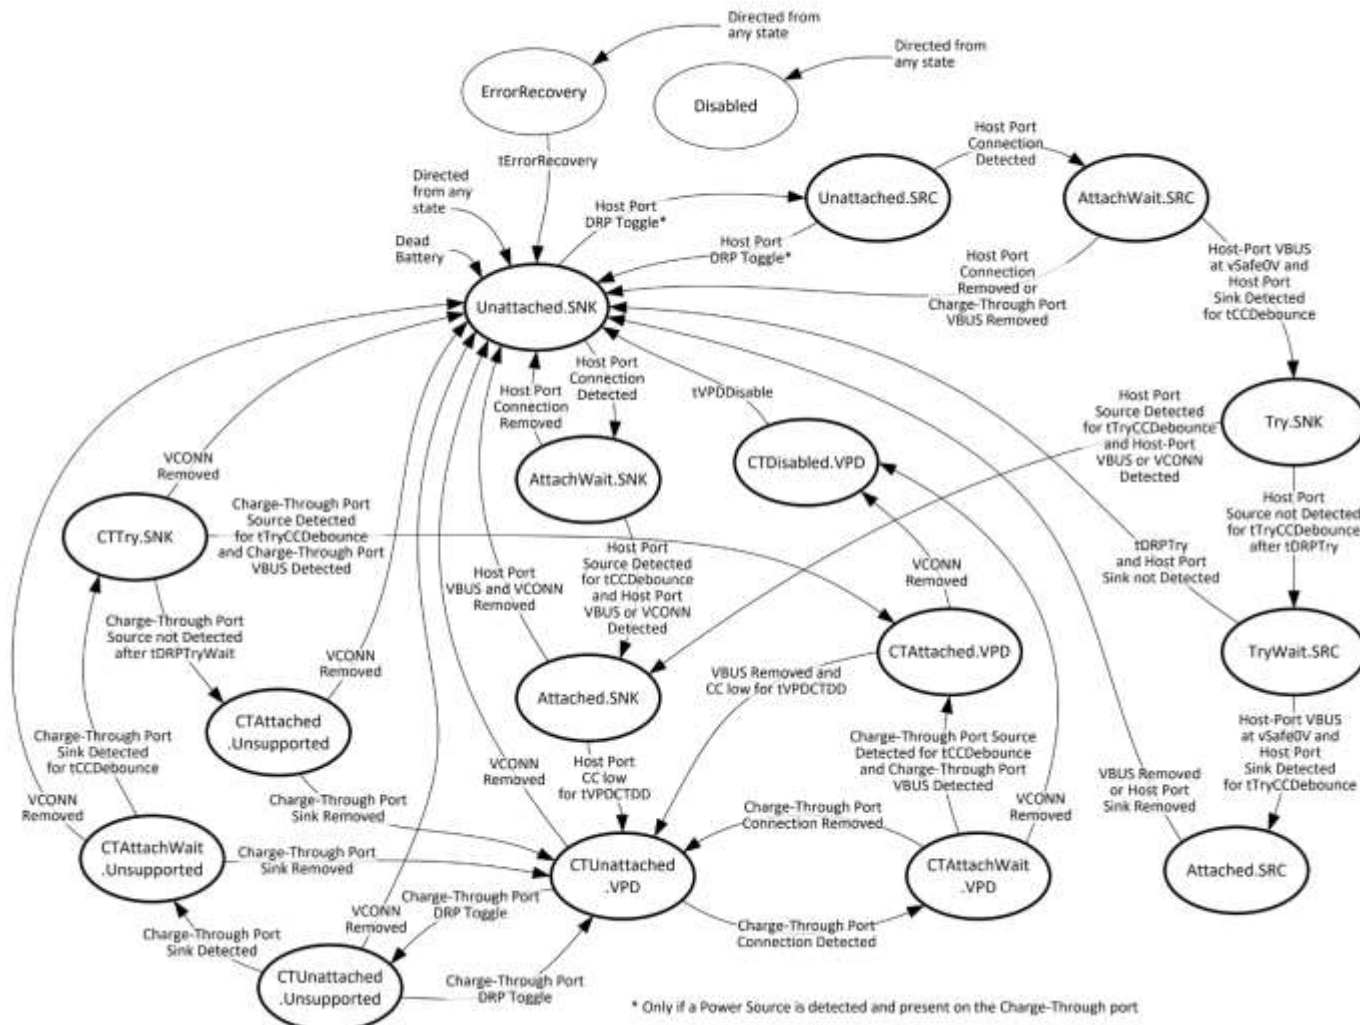 Directed from
any state
Directed from
any state
ErrorRecovery
Disabled
Host Port
Connection
Detected
tErrorRecovery
Directed
from any
state
Host Port
DRP Toggle*
Unattached.SRC
AttachWait.SRC
Dead
Battery
Host Port
DRP Toggle*
Host Port
Connection
Removed or
Charge-Through Port
VBUS Removed
Host-Port VBUS
at vSafe0V and
Host Port
Sink Detected
for tCCDebounce
Unattached.SNK
Host Port
Connection
Detected
Host Port
Connection
Removed
tVPDDisable
Host Port
Source Detected
for tTryCCDebounce
and Host-Port
VBUS or VCONN
Detected
Try.SNK
VCONN
Removed
AttachWait.SNK
CTDisabled.VPD
Charge-Through Port
Source Detected
for tTryCCDebounce
and Charge-Through Port
VBUS Detected
CTTry.SNK
Host Port
Source not Detected
for tTryCCDebounce
after tDRPTry
Host Port
Source Detected
for tCCDebounce
and Host Port
VBUS or VCONN
Detected
Host Port
VBUS and VCONN
Removed
VCONN
Removed
tDRPTry
and Host Port
Sink not Detected
Charge-Through Port
Source not Detected
after tDRPTryWait
VCONN
Removed
CTAttached.VPD
TryWait.SRC
VBUS Removed and
CC low for tVPDCTDD
Attached.SNK
CTAttached
.Unsupported
Charge-Through Port
Sink Detected
for tCCDebounce
Host Port
CC low
for tVPDCTDD
VCONN
Removed
Charge-Through Port Source
Detected for tCCDebounce
and Charge-Through Port
VBUS Detected
Host-Port VBUS
at vSafe0V and
Host Port
Sink Detected
for tTryCCDebounce
VCONN
Removed
Charge-Through Port
Sink Removed
Charge-Through Port
Connection Removed
VCONN
Removed
VBUS Removed
or Host Port
Sink Removed
CTAttachWait
.Unsupported
Charge-Through Port
Sink Removed
CTUnattached
.VPD
CTAttachWait
.VPD
Attached.SRC
Charge-Through Port
DRP Toggle
VCONN
Removed
Charge-Through Port
Connection Detected
Charge-Through Port
Sink Detected
CTUnattached
.Unsupported
Charge-Through Port
DRP Toggle
* Only if a Power Source is detected and present on the Charge-Through port